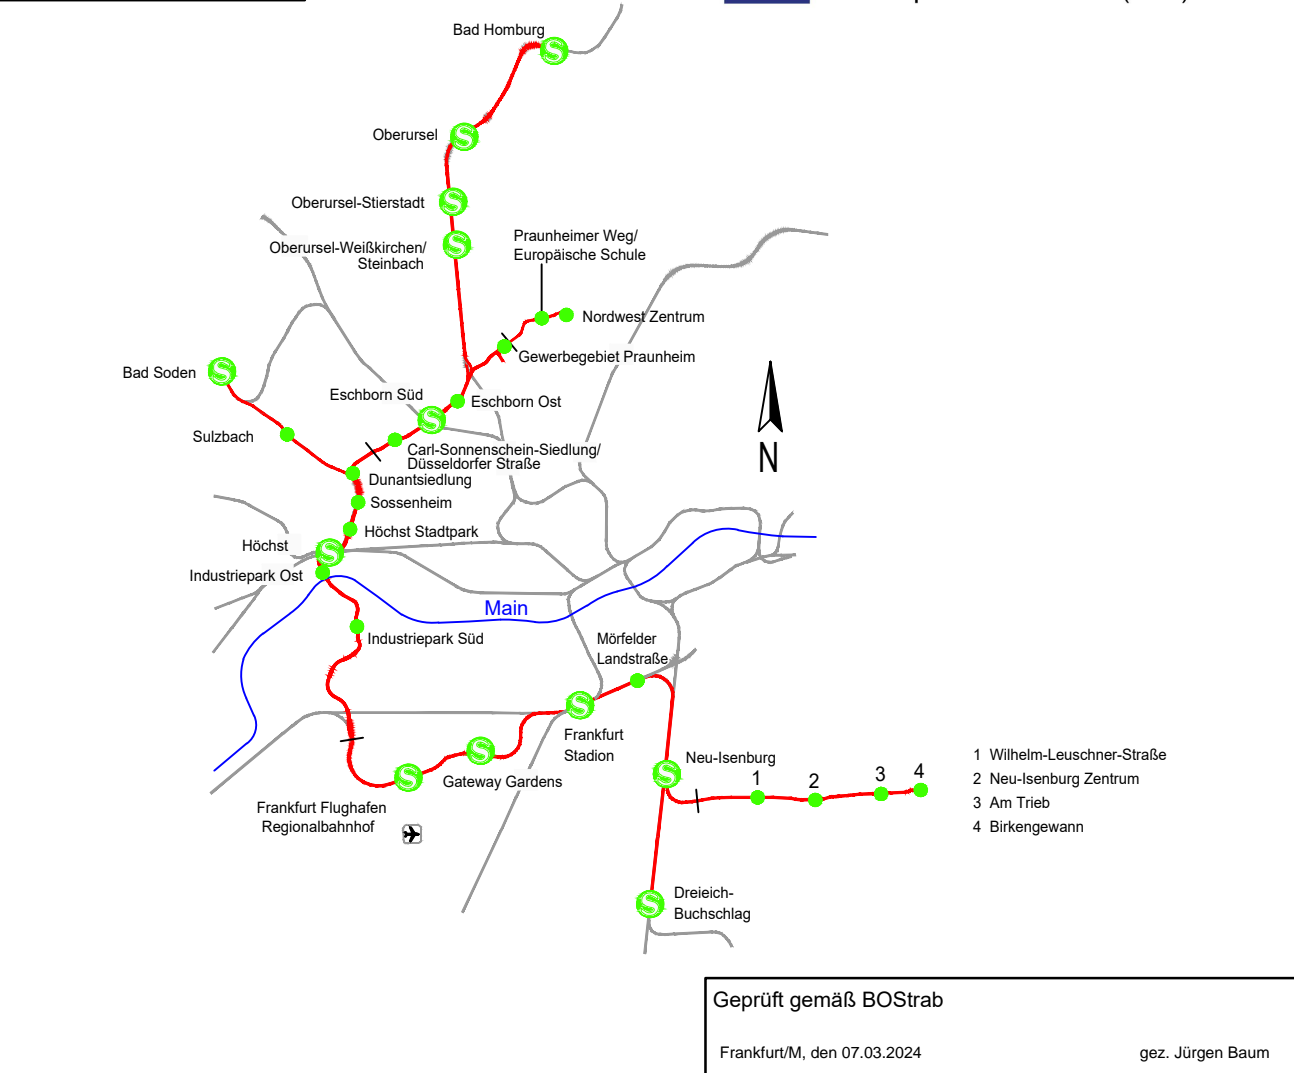 Bad Homburg
Oberursel
Oberursel-Stierstadt
Oberursel-Weißkirchen/
Steinbach
Praunheimer Weg/
Europäische Schule
Nordwest Zentrum
Gewerbegebiet Praunheim
Bad Soden
Eschborn Süd
Eschborn Ost
Sulzbach
Carl-Sonnenschein-Siedlung/
Düsseldorfer Straße
Dunantsiedlung
Sossenheim
Höchst Stadtpark
Höchst
Industriepark Ost
N
Main
Industriepark Süd
Mörfelder
Landstraße
Frankfurt
Stadion
Neu-Isenburg
Gateway Gardens
Frankfurt Flughafen
Regionalbahnhof
1
2
3
4
1 Wilhelm-Leuschner-Straße
2 Neu-Isenburg Zentrum
3 Am Trieb
4 Birkengewann
Dreieich-
Buchschlag
Geprüft gemäß BOStrab
Frankfurt/M, den 07.03.2024 gez. Jürgen Baum